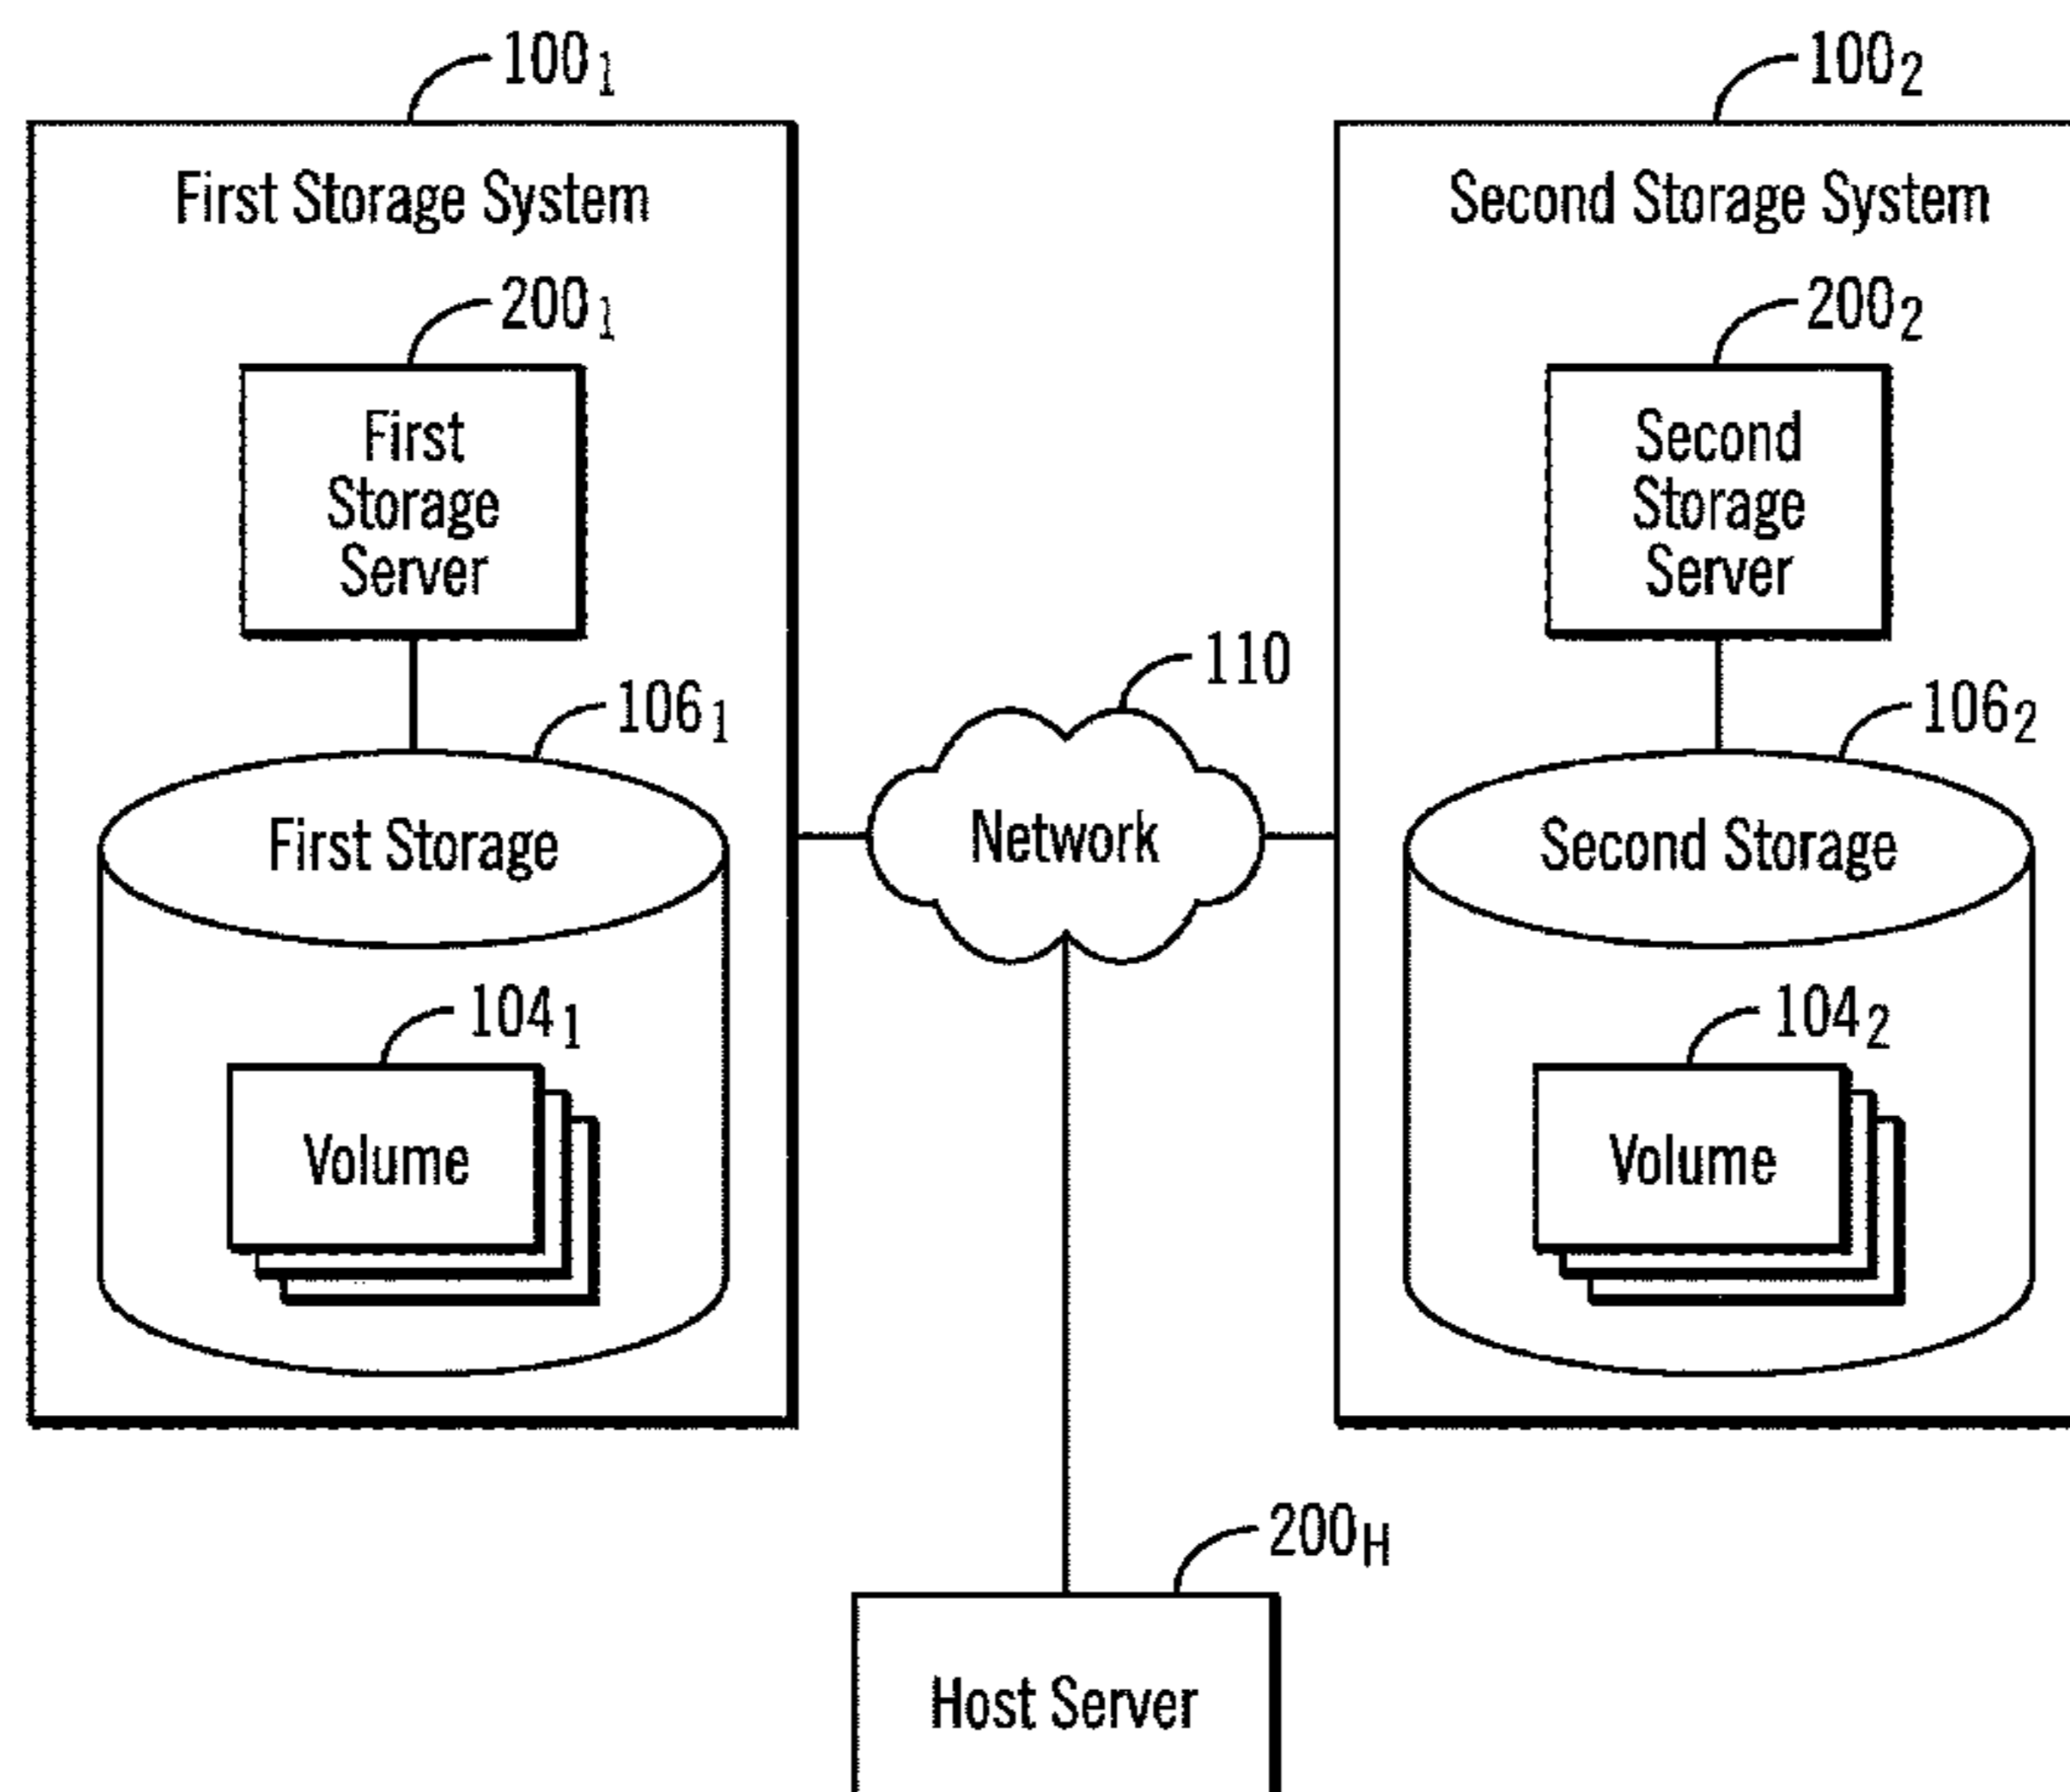 100₁
100₂
First Storage System
Second Storage System
200₁
200₂
First
Storage
Server
Second
Storage
Server
110
106₁
106₂
First Storage
Network
Second Storage
104₁
104₂
Volume
Volume
200H
Host Server